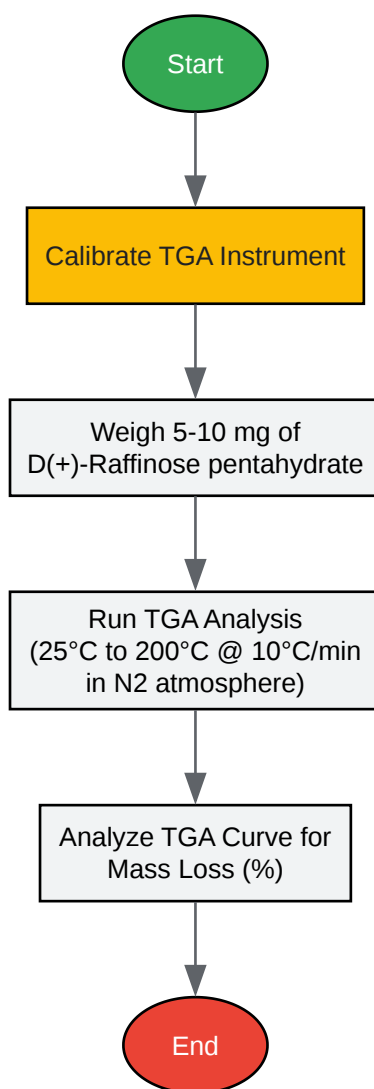 Start
Calibrate TGA Instrument
Weigh 5-10 mg of
D(+)-Raffinose pentahydrate
Run TGA Analysis
(25°C to 200°C @ 10°C/min
in N2 atmosphere)
Analyze TGA Curve for
Mass Loss (%)
End